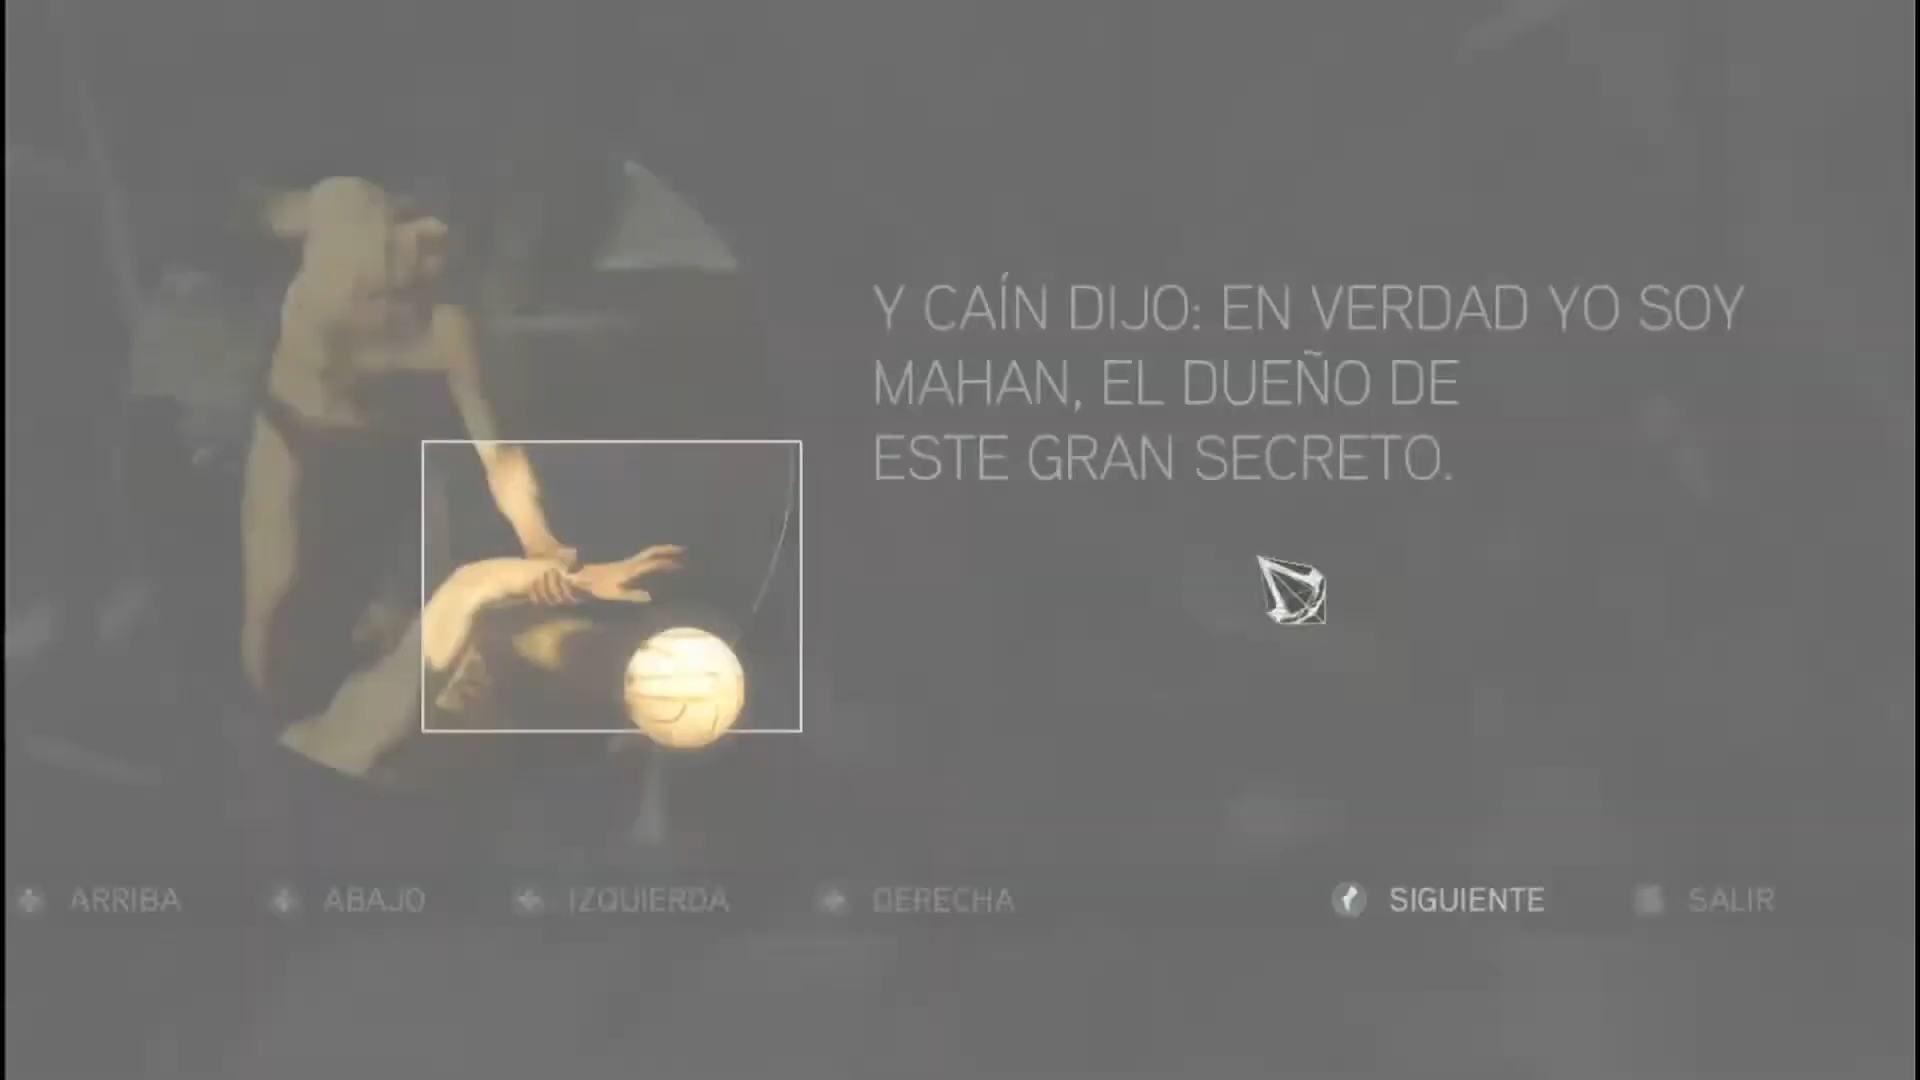 Y CAÍN DIJO: EN VERDAD YO SOY
MAHAN, EL DUEÑO DE
ESTE GRAN SECRETO.
ARRIBA
ABAJO
IZQUIERDA
DERECHA
SIGUIENTE
SALIR